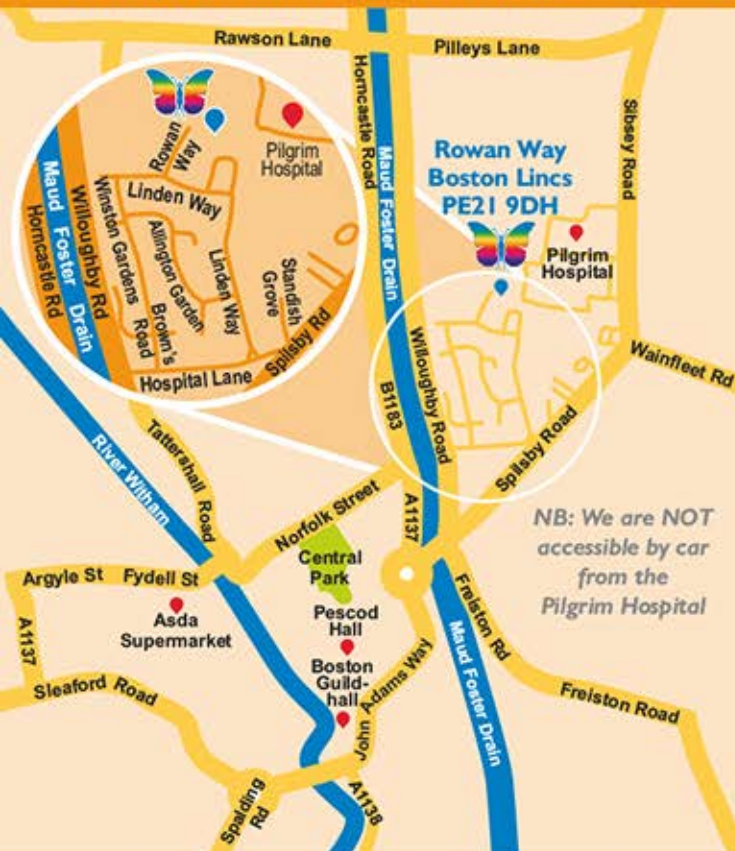 Rawson Lane
Pilleys Lane
Horncastle Road
Maud Foster Drain
Sibsey Road
Rowan Way
Boston Lincs
PE21 9DH
Pilgrim
Hospital
Rowan
Way
Pilgrim
Hospital
Linden Way
Maud Foster Drain
Horncastle Rd
Willoughby Rd
Winston Gardens
Road
Allington Garden
Brown's
Linden Way
Standish
Grove
Spilsby Rd
Hospital Lane
Willoughby Road
B1183
Wainfleet Rd
Spilsby Road
River Witham
Tattershall Road
Norfolk Street
A1137
NB: We are NOT
accessible by car
from the
Pilgrim Hospital
Central
Park
Argyle St
Fydell St
Asda
Supermarket
Pescod
Hall
Boston
Guild-
hall
A1137
Sleaford Road
John Adams Way
Freiston Rd
Maud Foster Drain
Freiston Road
Spalding
Rd
A1138